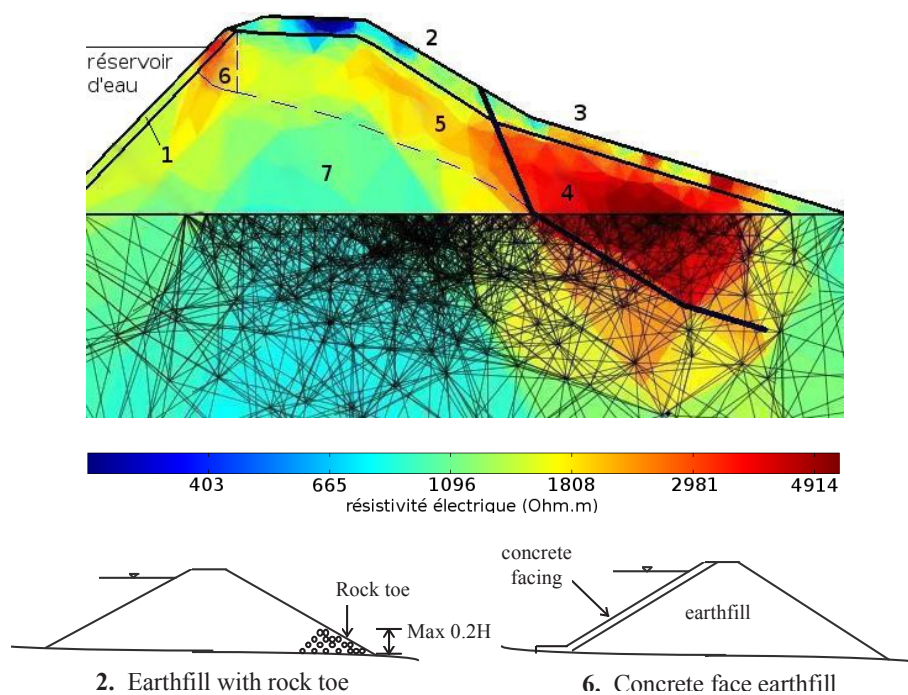 2
réservoir
d'eau
6
3
5
1
7
4
403 665 1096 1808 2981 4914
résistivité électrique (Ohm.m)
concrete
facing
Rock toe
earthfill
Max 0.2H
2. Earthfill with rock toe
6. Concrete face earthfill